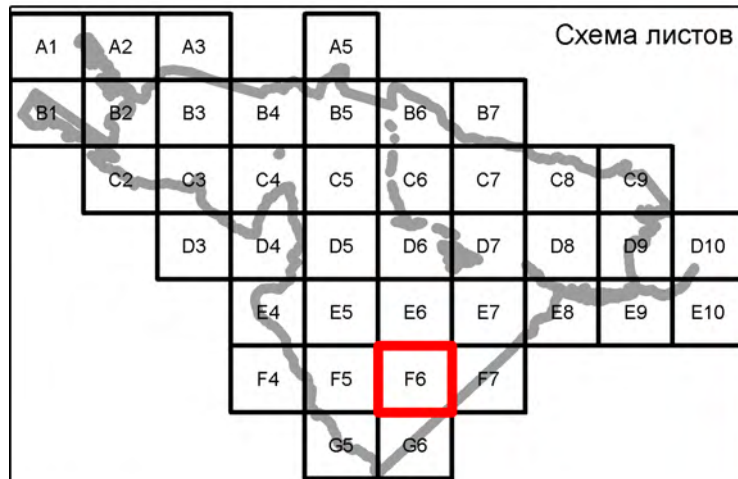 Схема листов
A1 A2 A3 A5
B1 B2 B3 B4 B5 B6 B7
C2 C3 C4 C5 C6 C7 C8 C9
D3 D4 D5 D6 D7 D8 D9 D10
E4 E5 E6 E7 E8 E9 E10
F4 F5 F6 F7
G5 G6